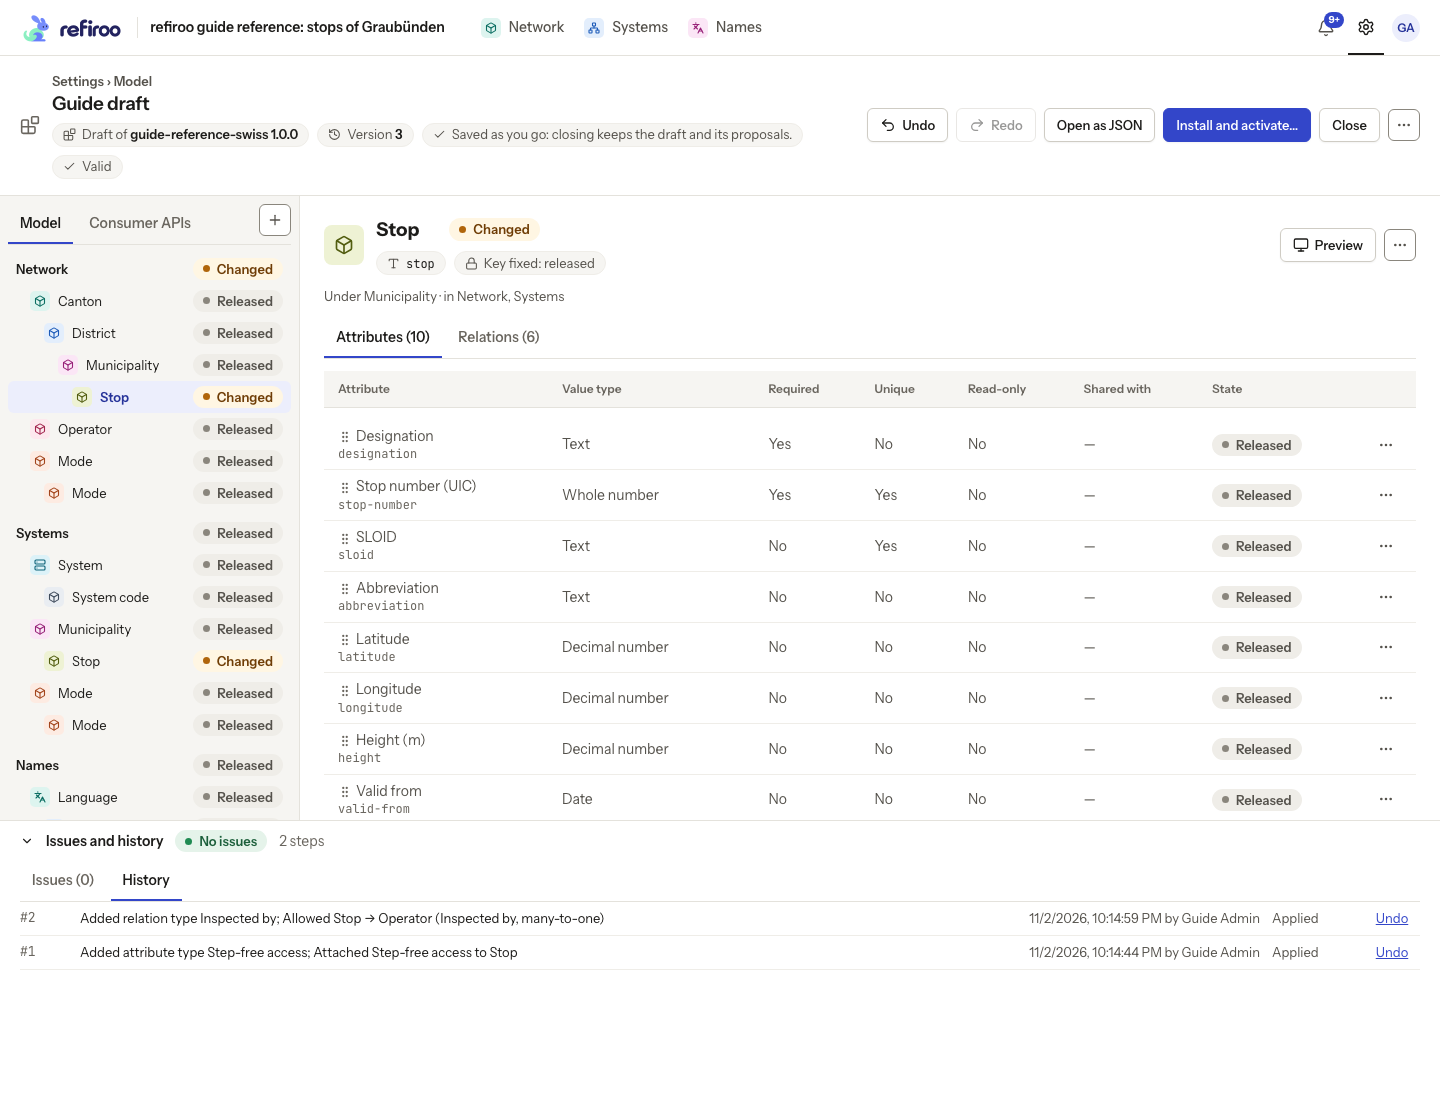 refiroo
refiroo guide reference: stops of Graubünden
Network
Systems
Names
9+
GA
Settings › Model
Guide draft
Draft of guide-reference-swiss 1.0.0
Version 3
Saved as you go: closing keeps the draft and its proposals.
Valid
Undo
Redo
Open as JSON
Install and activate...
Close
Model
Consumer APIs
Network Changed
Canton Released
District Released
Municipality Released
Stop Changed
Operator Released
Mode Released
Mode Released
Systems Released
System Released
System code Released
Municipality Released
Stop Changed
Mode Released
Mode Released
Names Released
Language Released
Stop
Changed
stop
Key fixed: released
Preview
Under Municipality · in Network, Systems
Attributes (10)
Relations (6)
Attribute Value type Required Unique Read-only Shared with State
Designation
designation
Text Yes No No — Released
Stop number (UIC)
stop-number
Whole number Yes Yes No — Released
SLOID
sloid
Text No Yes No — Released
Abbreviation
abbreviation
Text No No No — Released
Latitude
latitude
Decimal number No No No — Released
Longitude
longitude
Decimal number No No No — Released
Height (m)
height
Decimal number No No No — Released
Valid from
valid-from
Date No No No — Released
Issues and history
No issues
2 steps
Issues (0)
History
#2 Added relation type Inspected by; Allowed Stop → Operator (Inspected by, many-to-one) 11/2/2026, 10:14:59 PM by Guide Admin Applied Undo
#1 Added attribute type Step-free access; Attached Step-free access to Stop 11/2/2026, 10:14:44 PM by Guide Admin Applied Undo